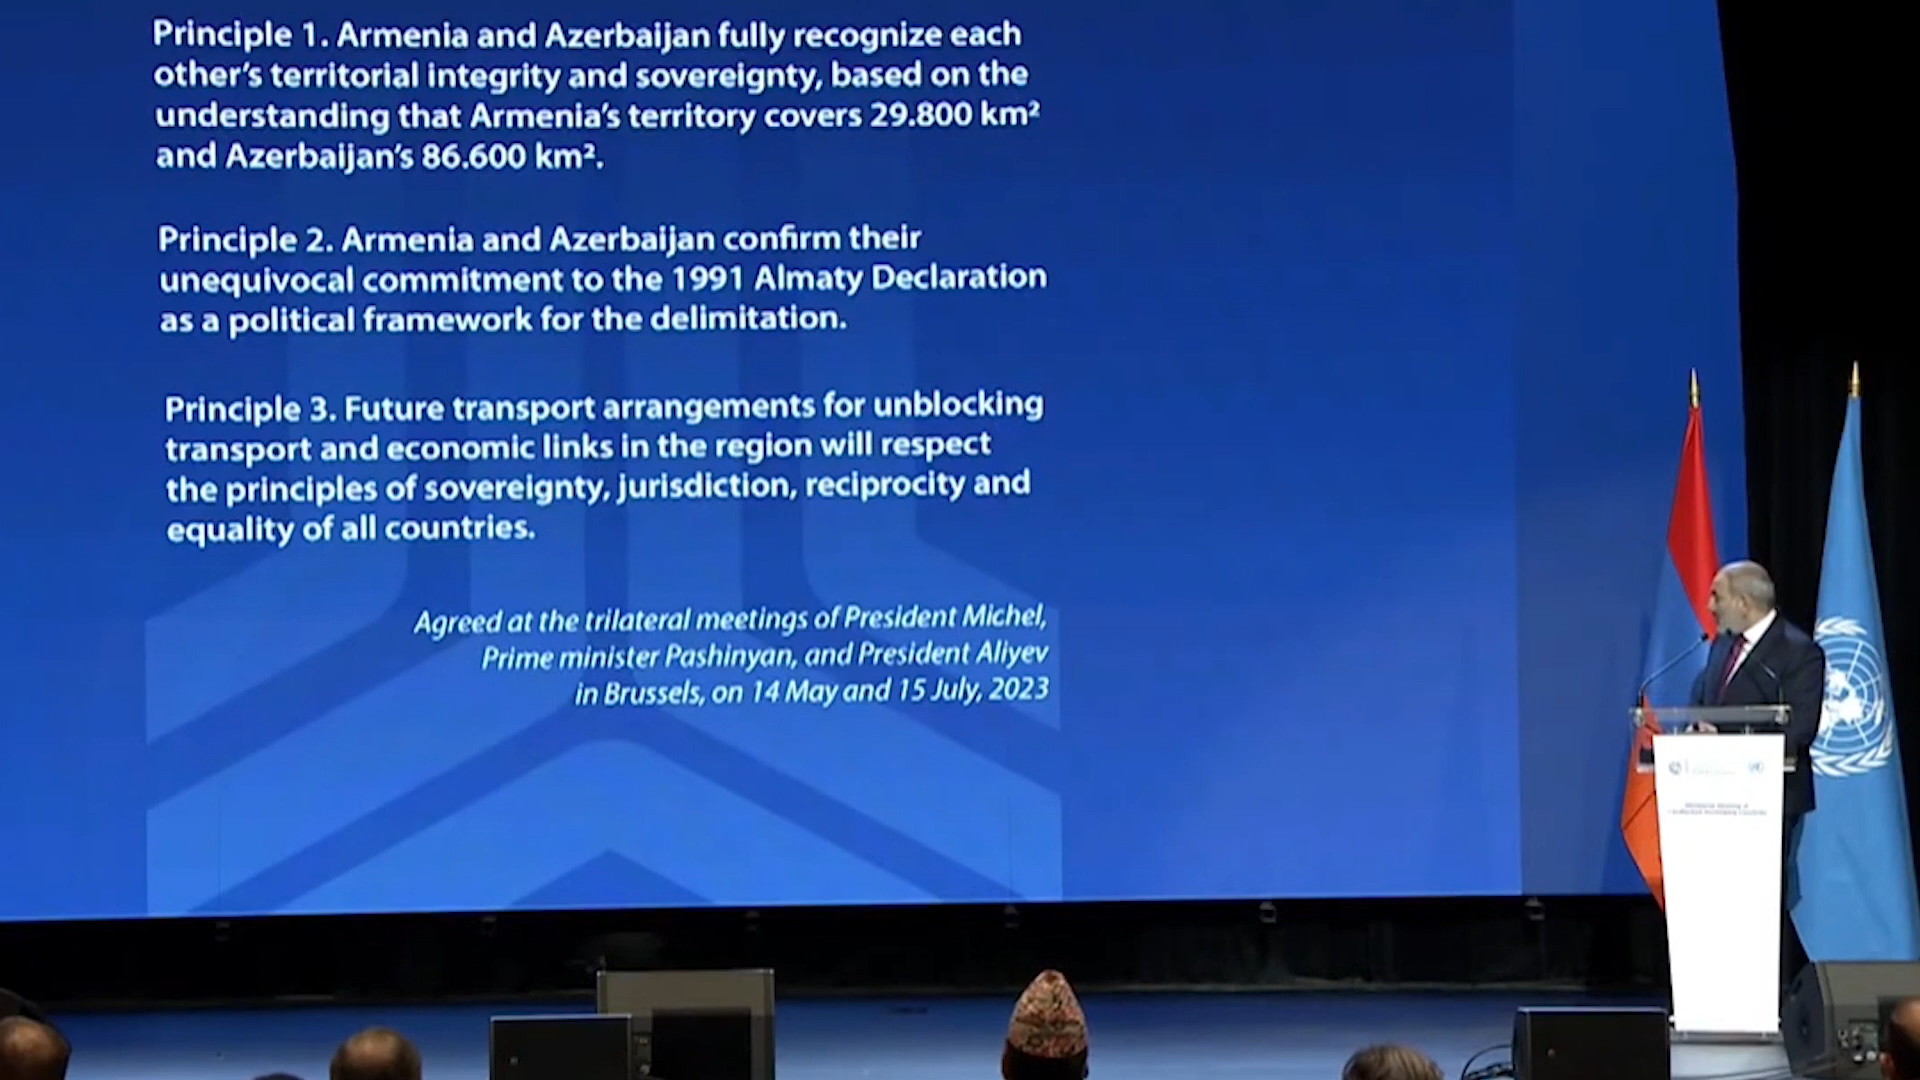 Principle 1. Armenia and Azerbaijan fully recognize each
other's territorial integrity and sovereignty, based on the
understanding that Armenia's territory covers 29.800 km²
and Azerbaijan's 86.600 km².
Principle 2. Armenia and Azerbaijan confirm their
unequivocal commitment to the 1991 Almaty Declaration
as a political framework for the delimitation.
Principle 3. Future transport arrangements for unblocking
transport and economic links in the region will respect
the principles of sovereignty, jurisdiction, reciprocity and
equality of all countries.
Agreed at the trilateral meetings of President Michel,
Prime minister Pashinyan, and President Aliyev
in Brussels, on 14 May and 15 July, 2023